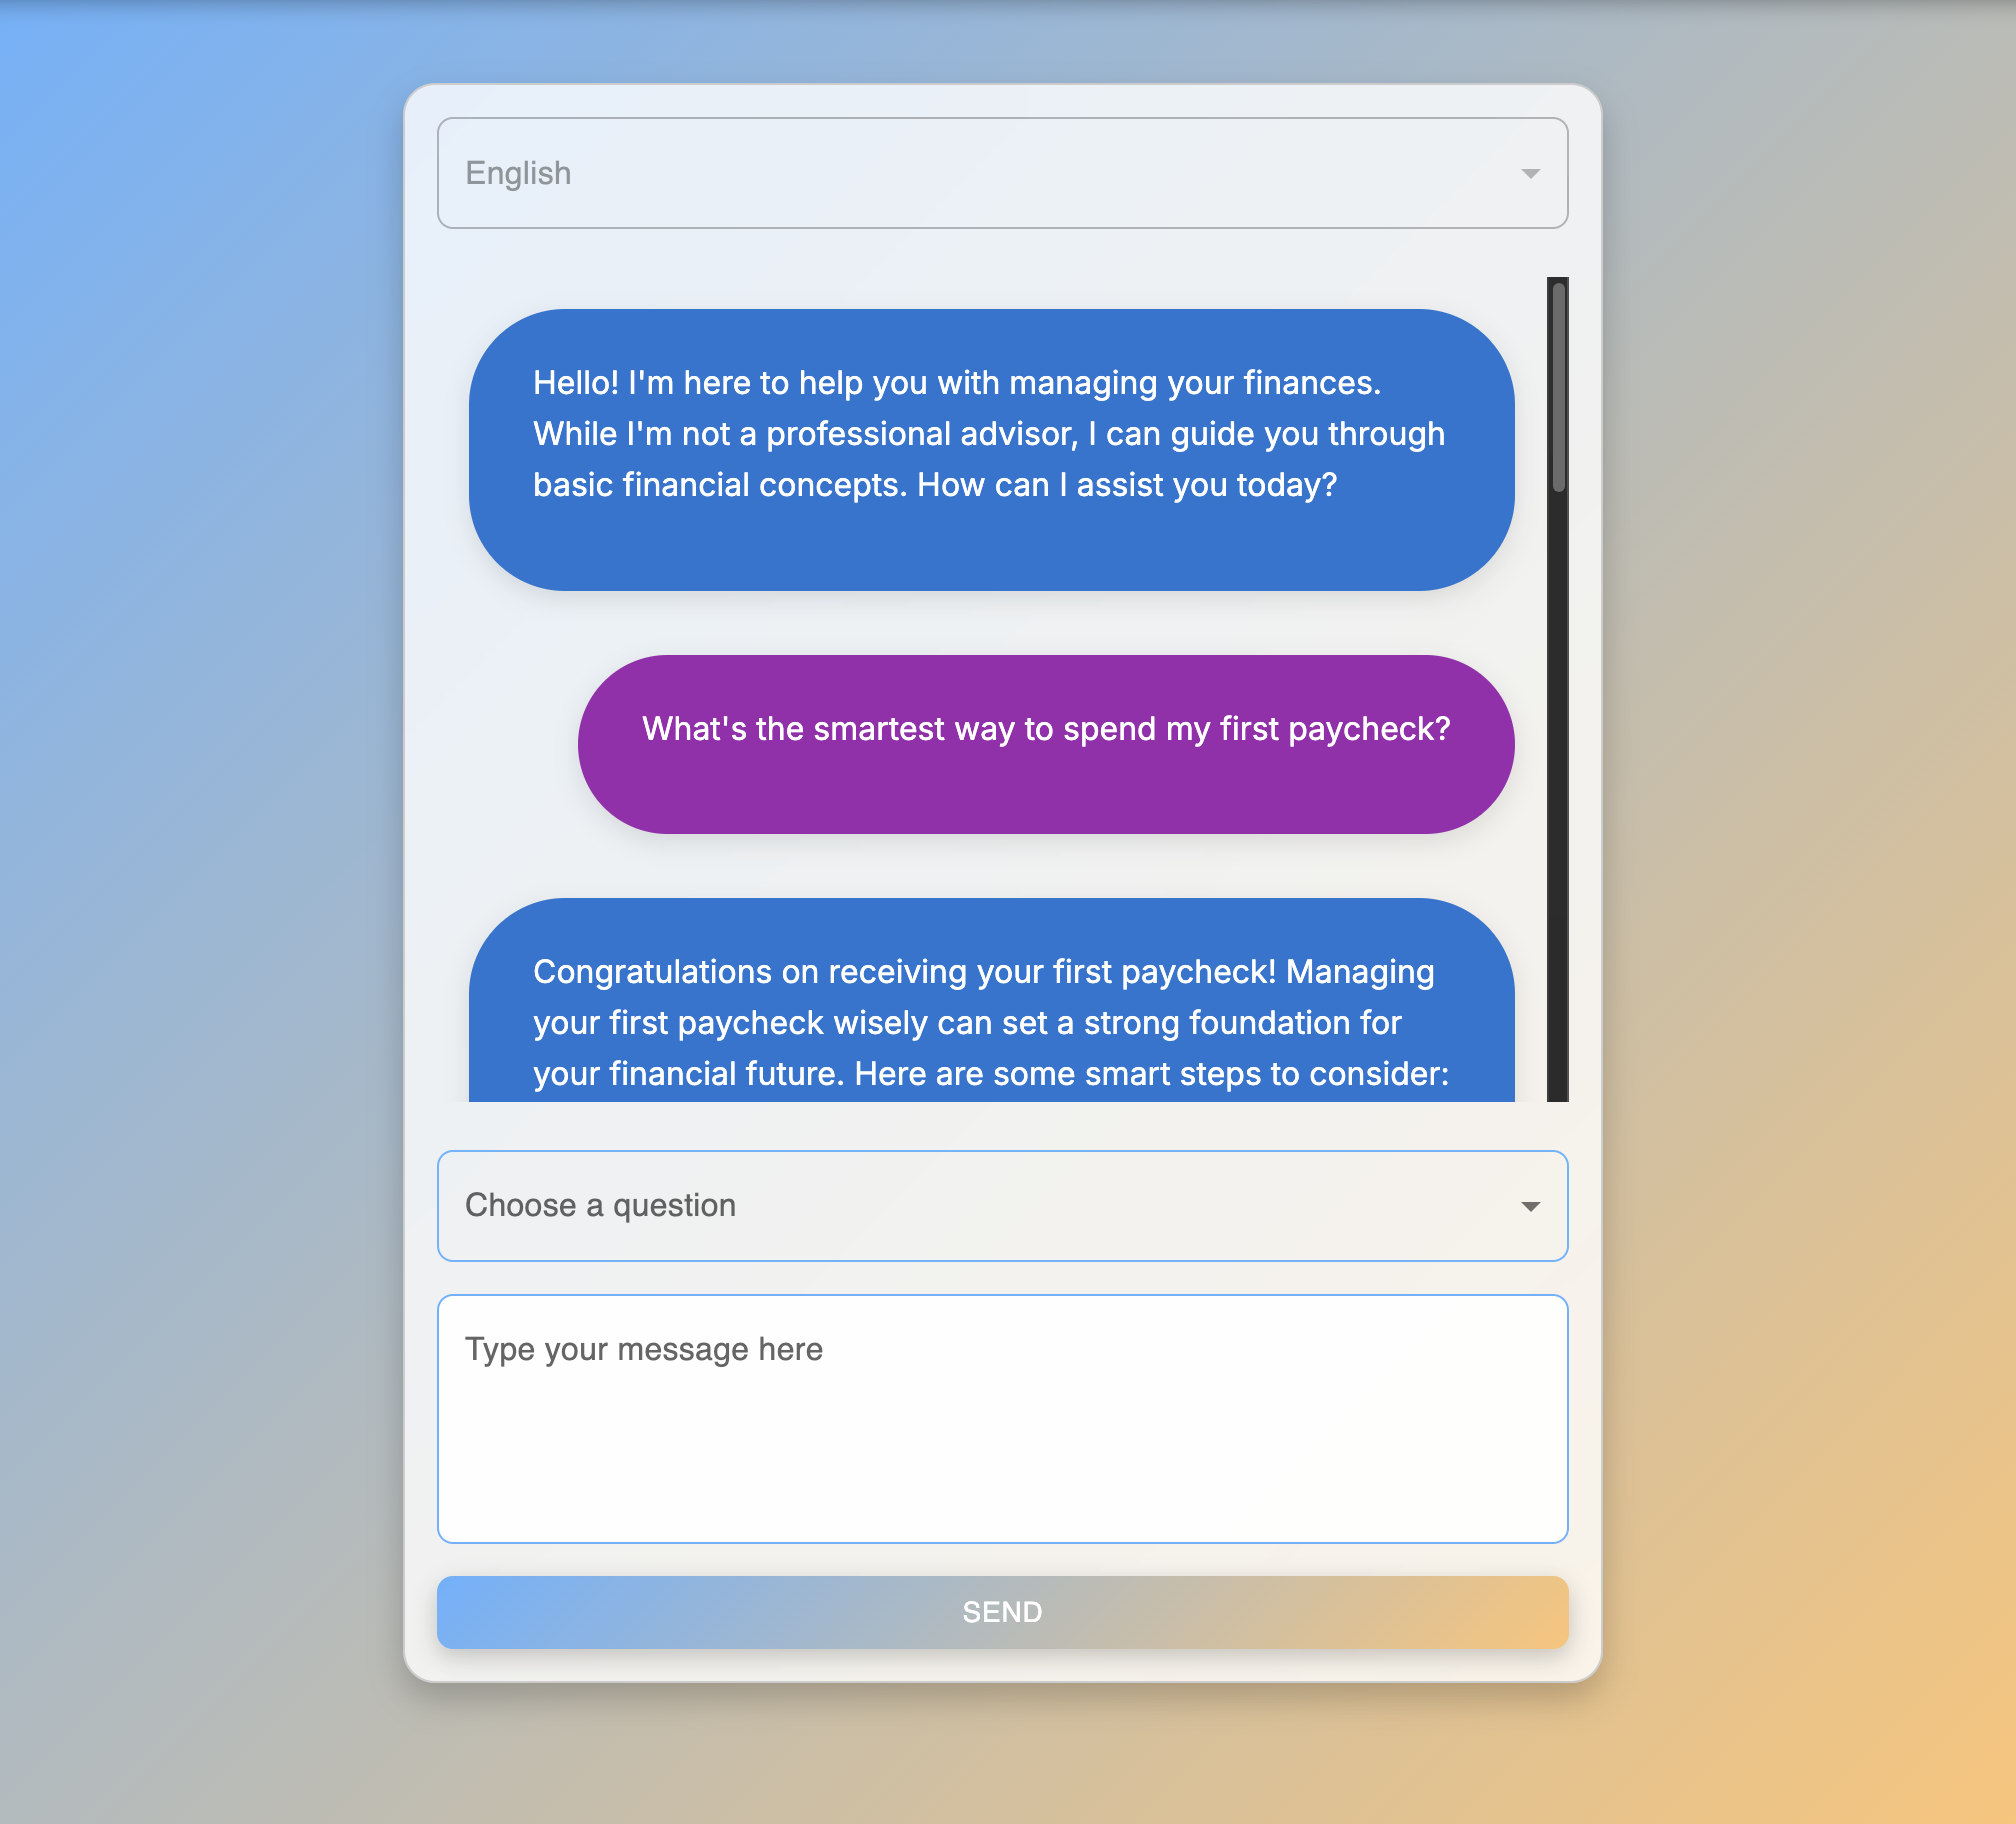 English
Hello! I'm here to help you with managing your finances.
While I'm not a professional advisor, I can guide you through
basic financial concepts. How can I assist you today?
What's the smartest way to spend my first paycheck?
Congratulations on receiving your first paycheck! Managing
your first paycheck wisely can set a strong foundation for
your financial future. Here are some smart steps to consider:
Choose a question
Type your message here
SEND